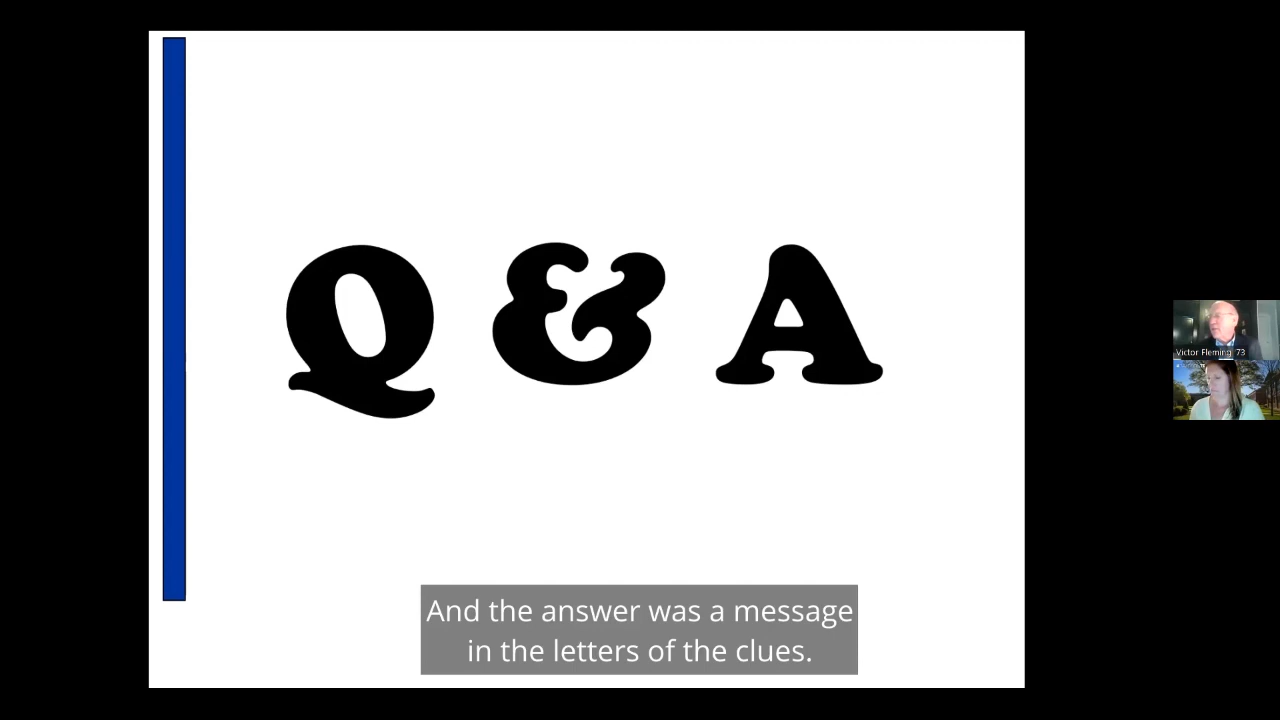 Q & A
Victor Fleming '73
And the answer was a message
in the letters of the clues.